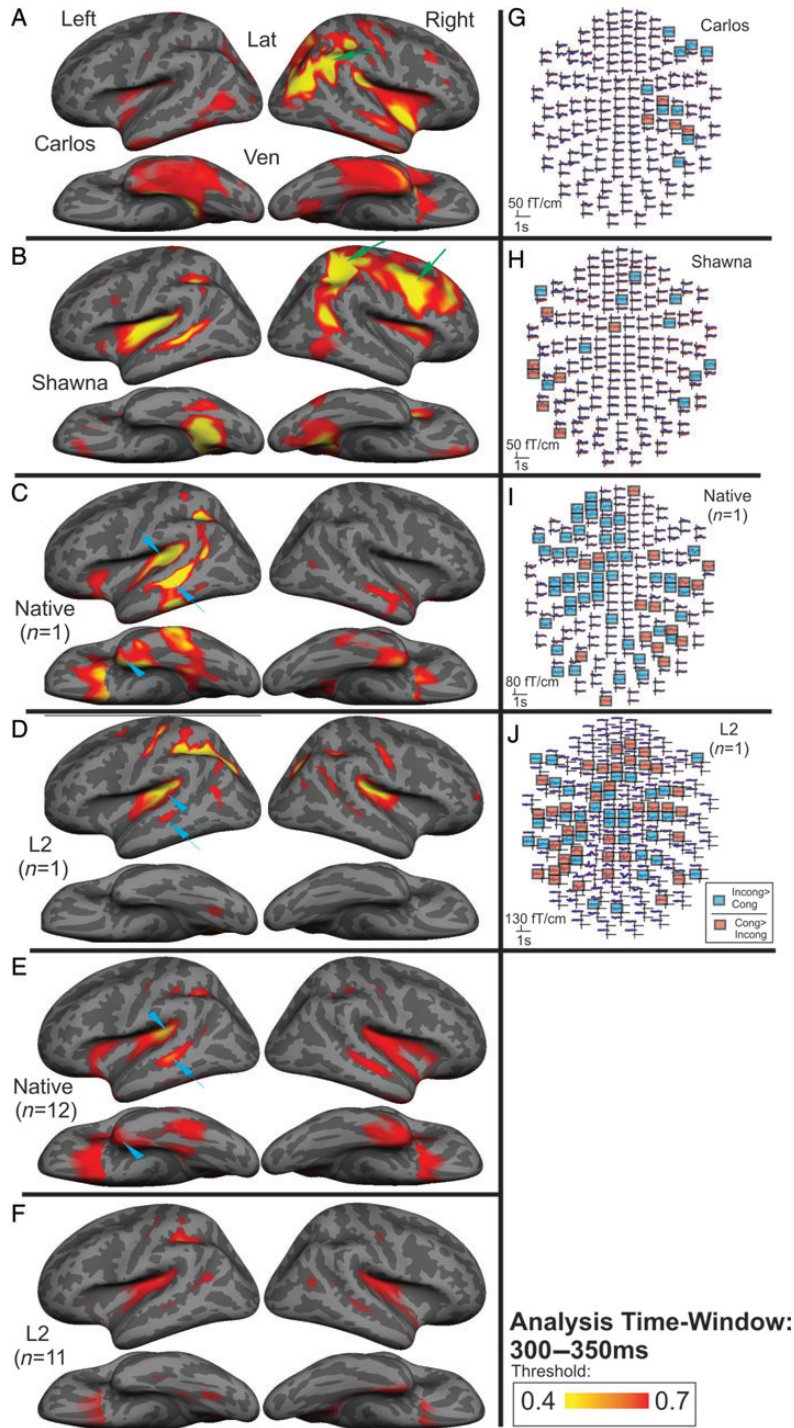 A
Left
Lat
Right
Carlos
Ven
G
Carlos
50 fT/cm
1s
B
Shawna
H
Shawna
50 fT/cm
1s
C
Native
(n=1)
I
Native
(n=1)
80 fT/cm
1s
D
L2
(n=1)
J
L2
(n=1)
130 fT/cm
1s
Incong>
Cong
Cong>
Incong
E
Native
(n=12)
F
L2
(n=11
Analysis Time-Window:
300–350ms
Threshold:
0.4
0.7